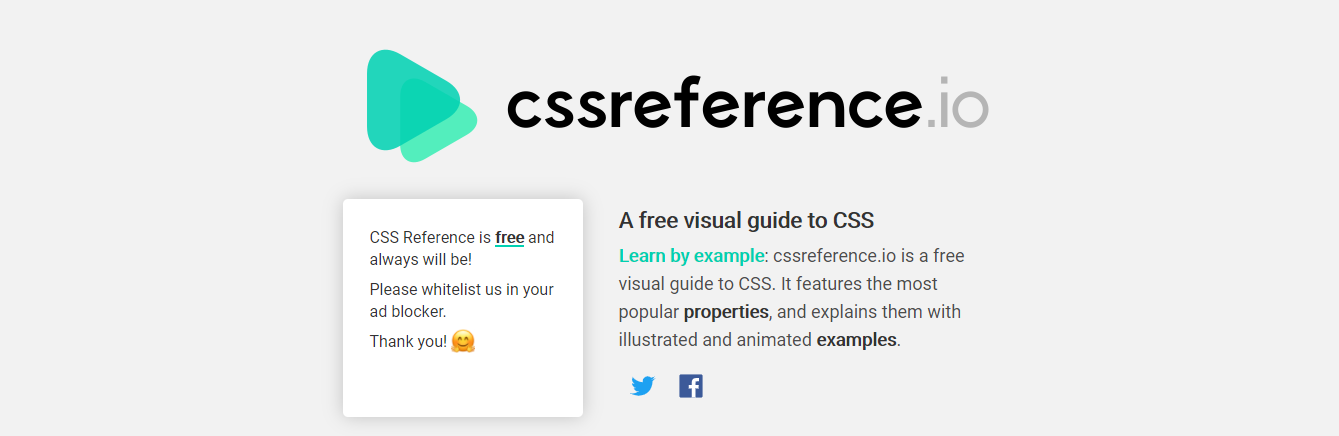 cssreference.io
CSS Reference is free and
always will be!
Please whitelist us in your
ad blocker.
Thank you!
A free visual guide to CSS
Learn by example: cssreference.io is a free
visual guide to CSS. It features the most
popular properties, and explains them with
illustrated and animated examples.